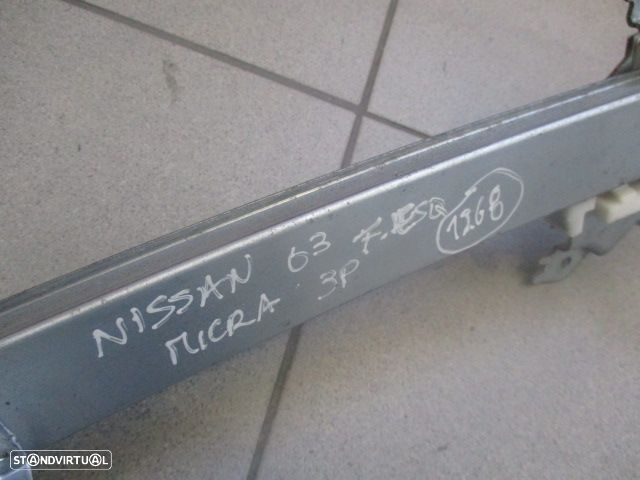 NISSAN 63 F.ESQ 1268
MICRA 3P
STANDVIRTUAL